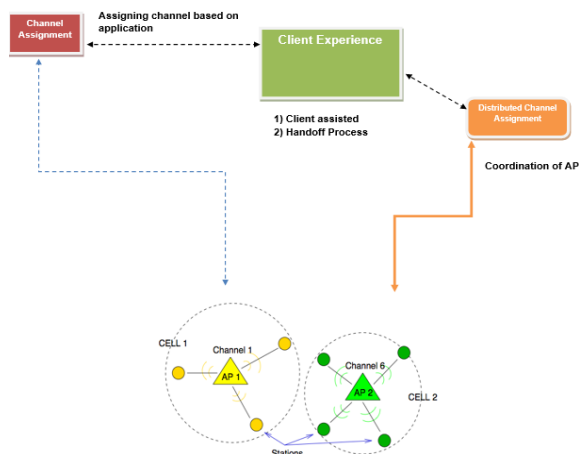 Channel
Assignment
Assigning channel based on
application
Client Experience
1) Client assisted
2) Handoff Process
Distributed Channel
Assignment
Coordination of AP
CELL 1
Channel 1
AP 1
Channel 6
AP 2
CELL 2
Stations